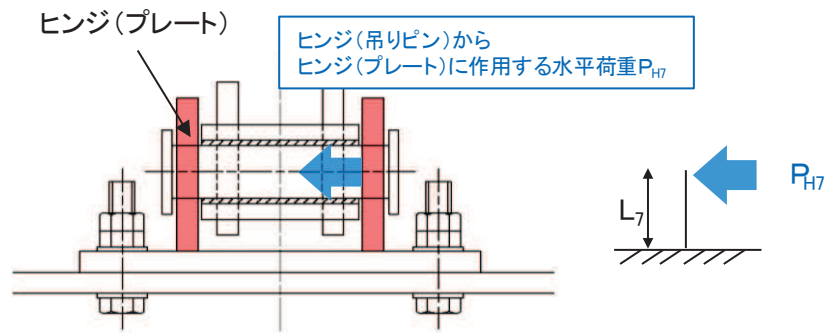 ヒンジ(プレート)
ヒンジ(吊りピン)から
ヒンジ(プレート)に作用する水平荷重PH7
PH7
L7